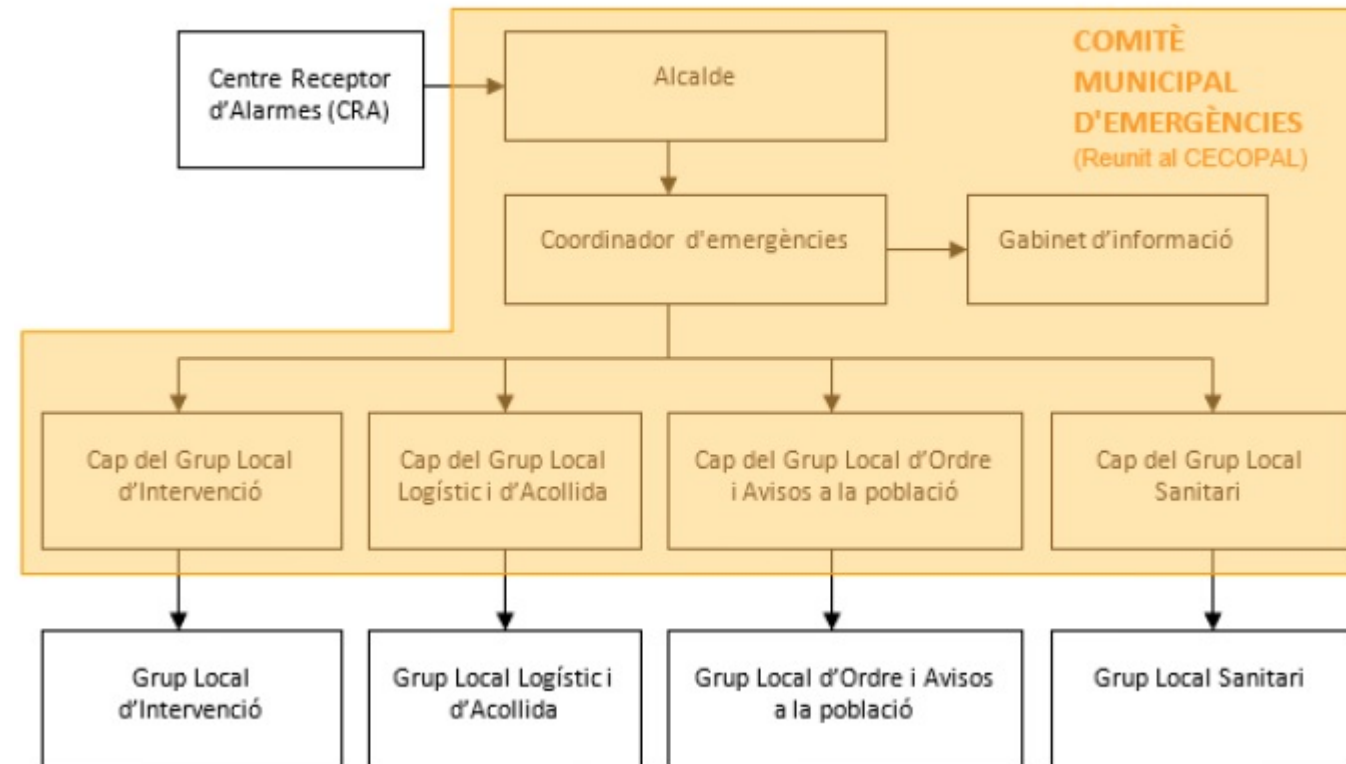 Centre Receptor
d'Alarmes (CRA)
Alcalde
COMITÈ
MUNICIPAL
D'EMERGÈNCIES
(Reunit al CECOPAL)
Coordinador d'emergències
Gabinet d'informació
Cap del Grup Local
d'Intervenció
Cap del Grup Local
Logístic i d'Acollida
Cap del Grup Local d'Ordre
i Avisos a la població
Cap del Grup Local
Sanitari
Grup Local
d'Intervenció
Grup Local Logístic i
d'Acollida
Grup Local d'Ordre i Avisos
a la població
Grup Local Sanitari